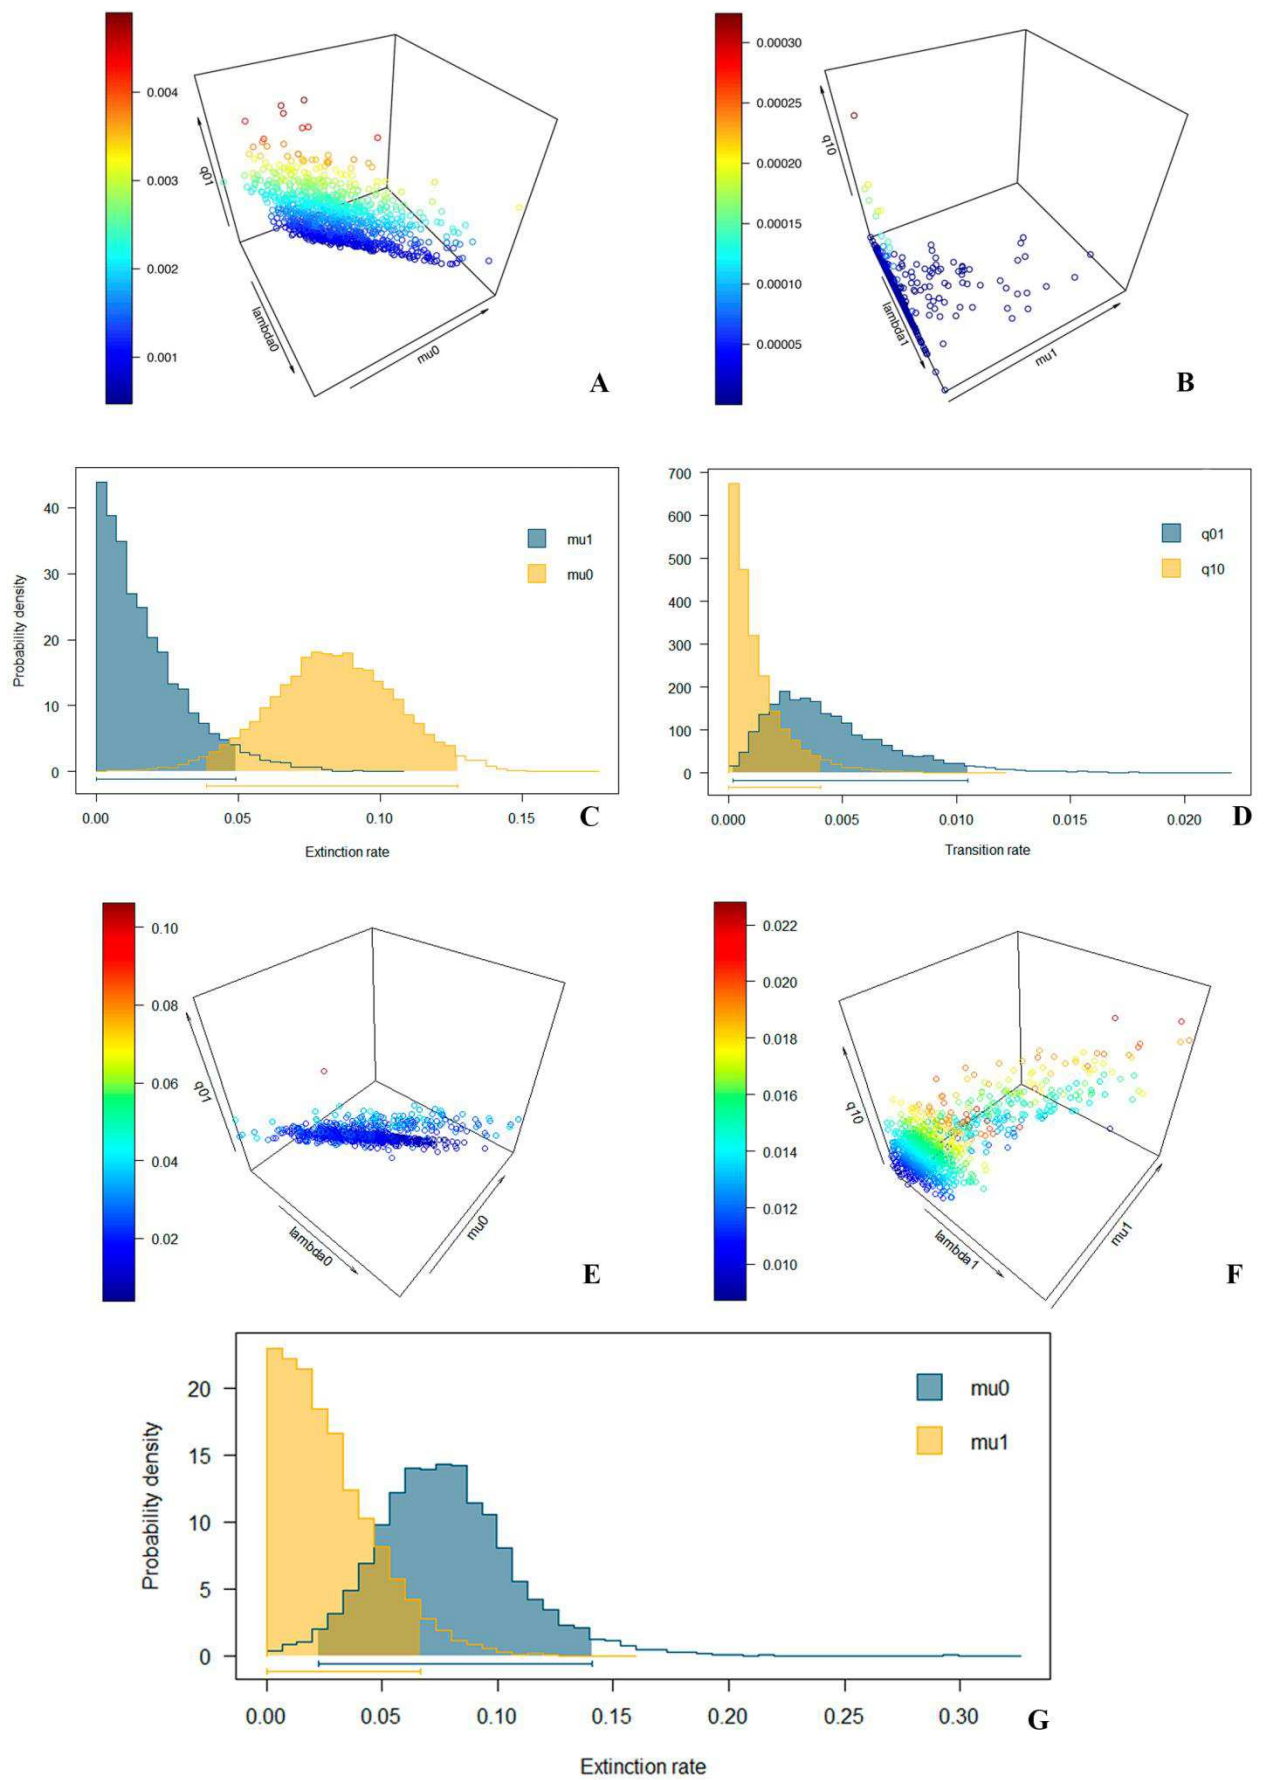 0.004
0.003
0.002
0.001
q01
lambda0
mu0
A
0.00030
0.00025
0.00020
0.00015
0.00010
0.00005
q10
lambda1
mu1
B
Probability density
40
30
20
10
0
mu1
mu0
0.00 0.05 0.10 0.15
C
Extinction rate
700
600
500
400
300
200
100
0
q01
q10
0.000 0.005 0.010 0.015 0.020
D
Transition rate
0.10
0.08
0.06
0.04
0.02
q01
lambda0
mu0
E
0.022
0.020
0.018
0.016
0.014
0.012
0.010
q10
lambda1
mu1
F
Probability density
20
15
10
5
0
mu0
mu1
0.00 0.05 0.10 0.15 0.20 0.25 0.30
G
Extinction rate